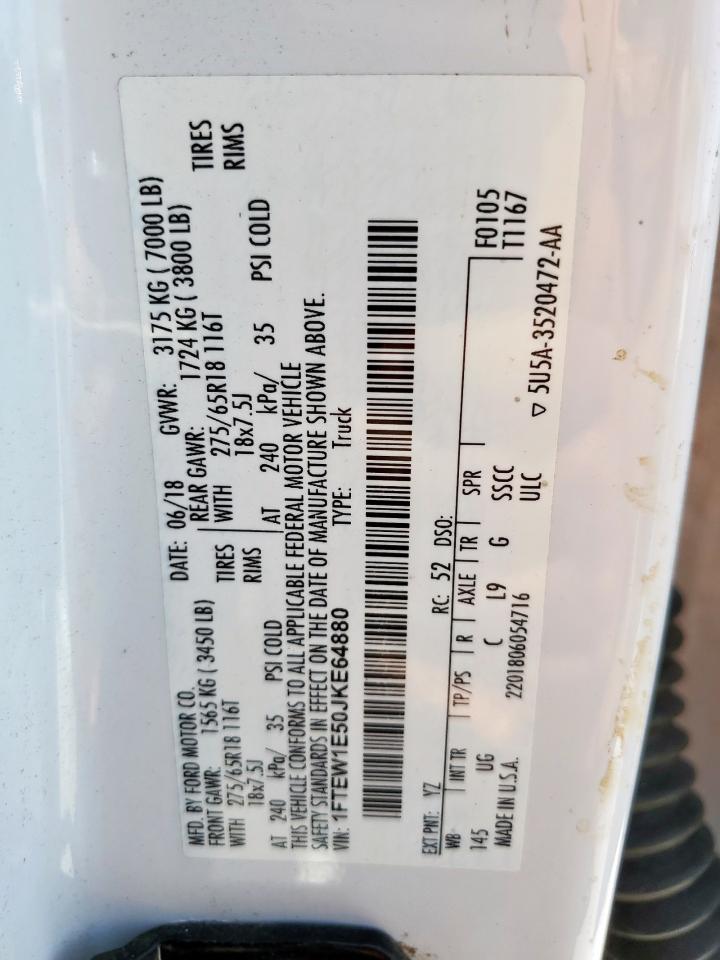 MFD. BY FORD MOTOR CO. DATE: 06/18 GVWR: 3175 KG ( 7000 LB)
FRONT GAWR: 1565 KG ( 3450 LB) REAR GAWR: 1724 KG ( 3800 LB)
WITH 275/65R18 116T TIRES WITH 275/65R18 116T TIRES
18x7.5J RIMS 18x7.5J RIMS
AT 240 kPa/ 35 PSI COLD AT 240 kPa/ 35 PSI COLD
THIS VEHICLE CONFORMS TO ALL APPLICABLE FEDERAL MOTOR VEHICLE
SAFETY STANDARDS IN EFFECT ON THE DATE OF MANUFACTURE SHOWN ABOVE.
VIN: 1FTEW1E50JKE64880 TYPE: Truck
EXT PNT: YZ RC: 52 DSO:
WB INT TR TP/PS R AXLE TR SPR F0105
145 UG C L9 G SSCC T1167
MADE IN U.S.A. 2201806054716 ULC
▽ 5U5A-3520472-AA